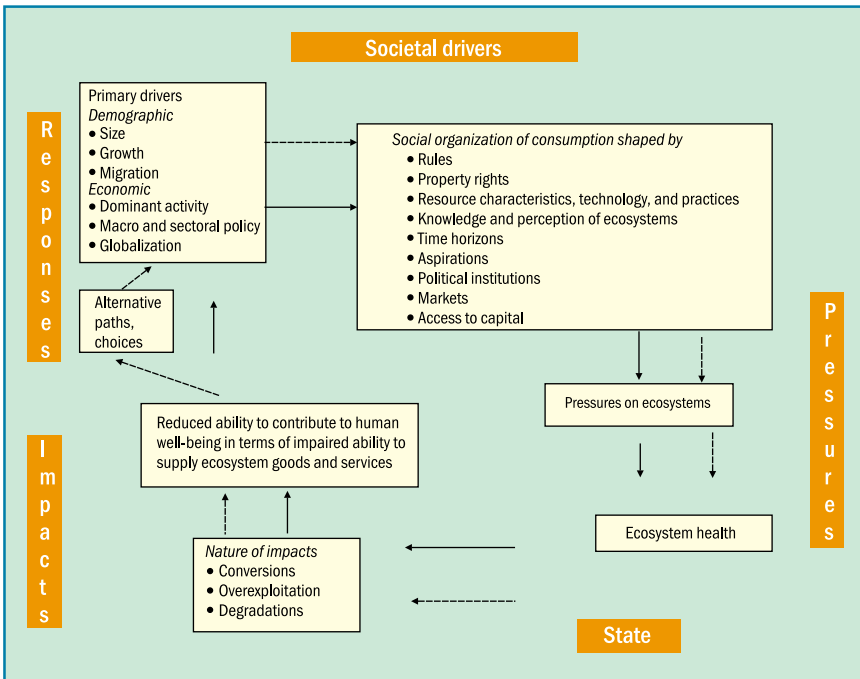 Societal drivers
Responses
Primary drivers
Demographic
• Size
• Growth
• Migration
Economic
• Dominant activity
• Macro and sectoral policy
• Globalization
Social organization of consumption shaped by
• Rules
• Property rights
• Resource characteristics, technology, and practices
• Knowledge and perception of ecosystems
• Time horizons
• Aspirations
• Political institutions
• Markets
• Access to capital
Alternative
paths,
choices
Pressures
Pressures on ecosystems
Reduced ability to contribute to human
well-being in terms of impaired ability to
supply ecosystem goods and services
Impacts
Ecosystem health
Nature of impacts
• Conversions
• Overexploitation
• Degradations
State